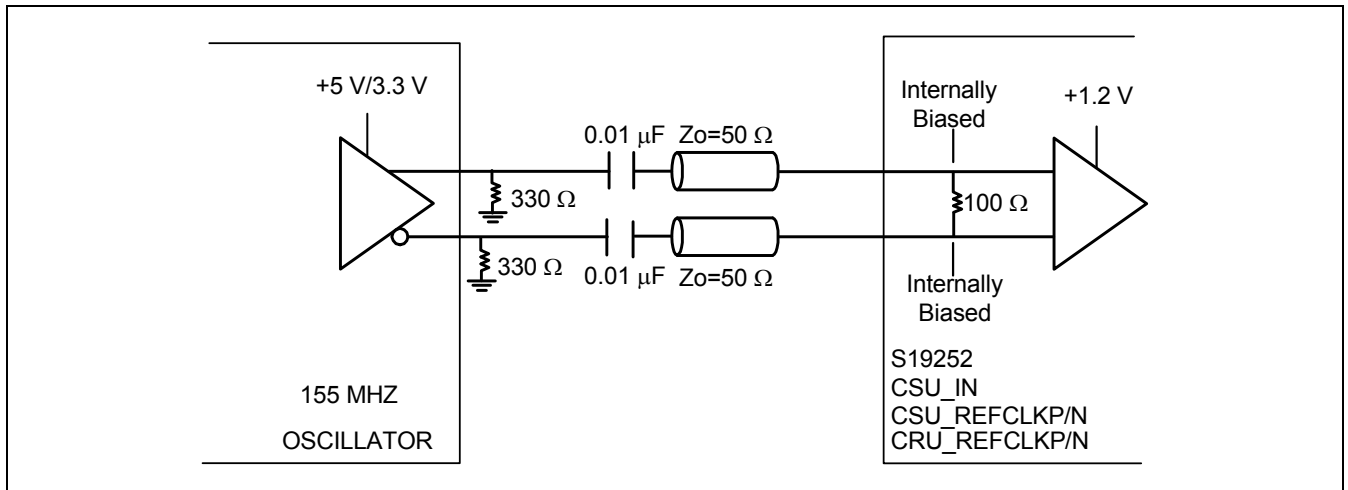 +5 V/3.3 V
Internally
Biased
+1.2 V
0.01 μF Zo=50 Ω
330 Ω
100 Ω
330 Ω
0.01 μF Zo=50 Ω
Internally
Biased
155 MHZ
OSCILLATOR
S19252
CSU_IN
CSU_REFCLKP/N
CRU_REFCLKP/N